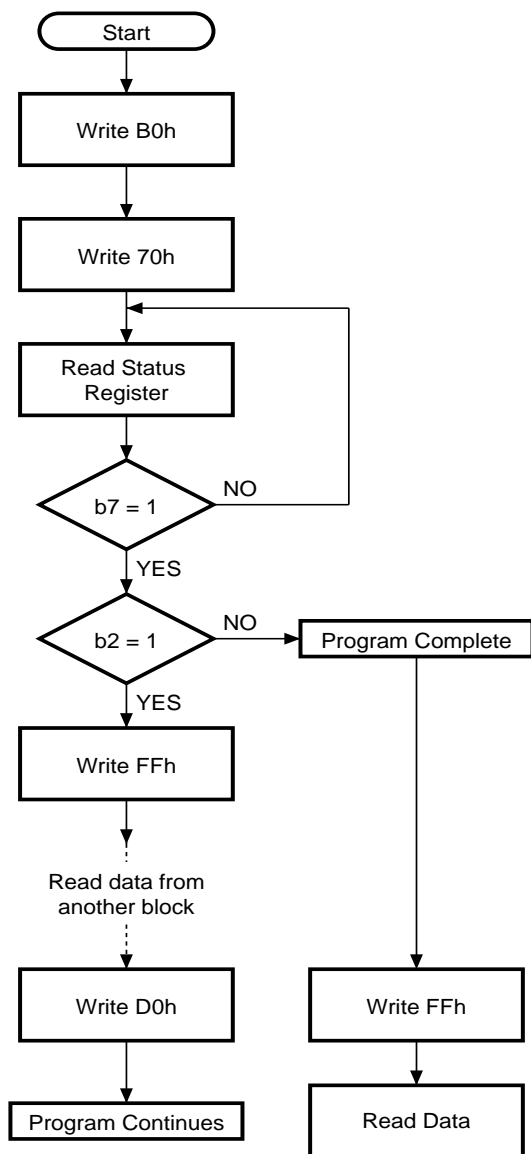 Start
Write B0h
Write 70h
Read Status
Register
b7 = 1
NO
YES
b2 = 1
NO
Program Complete
YES
Write FFh
Read data from
another block
Write D0h
Write FFh
Program Continues
Read Data